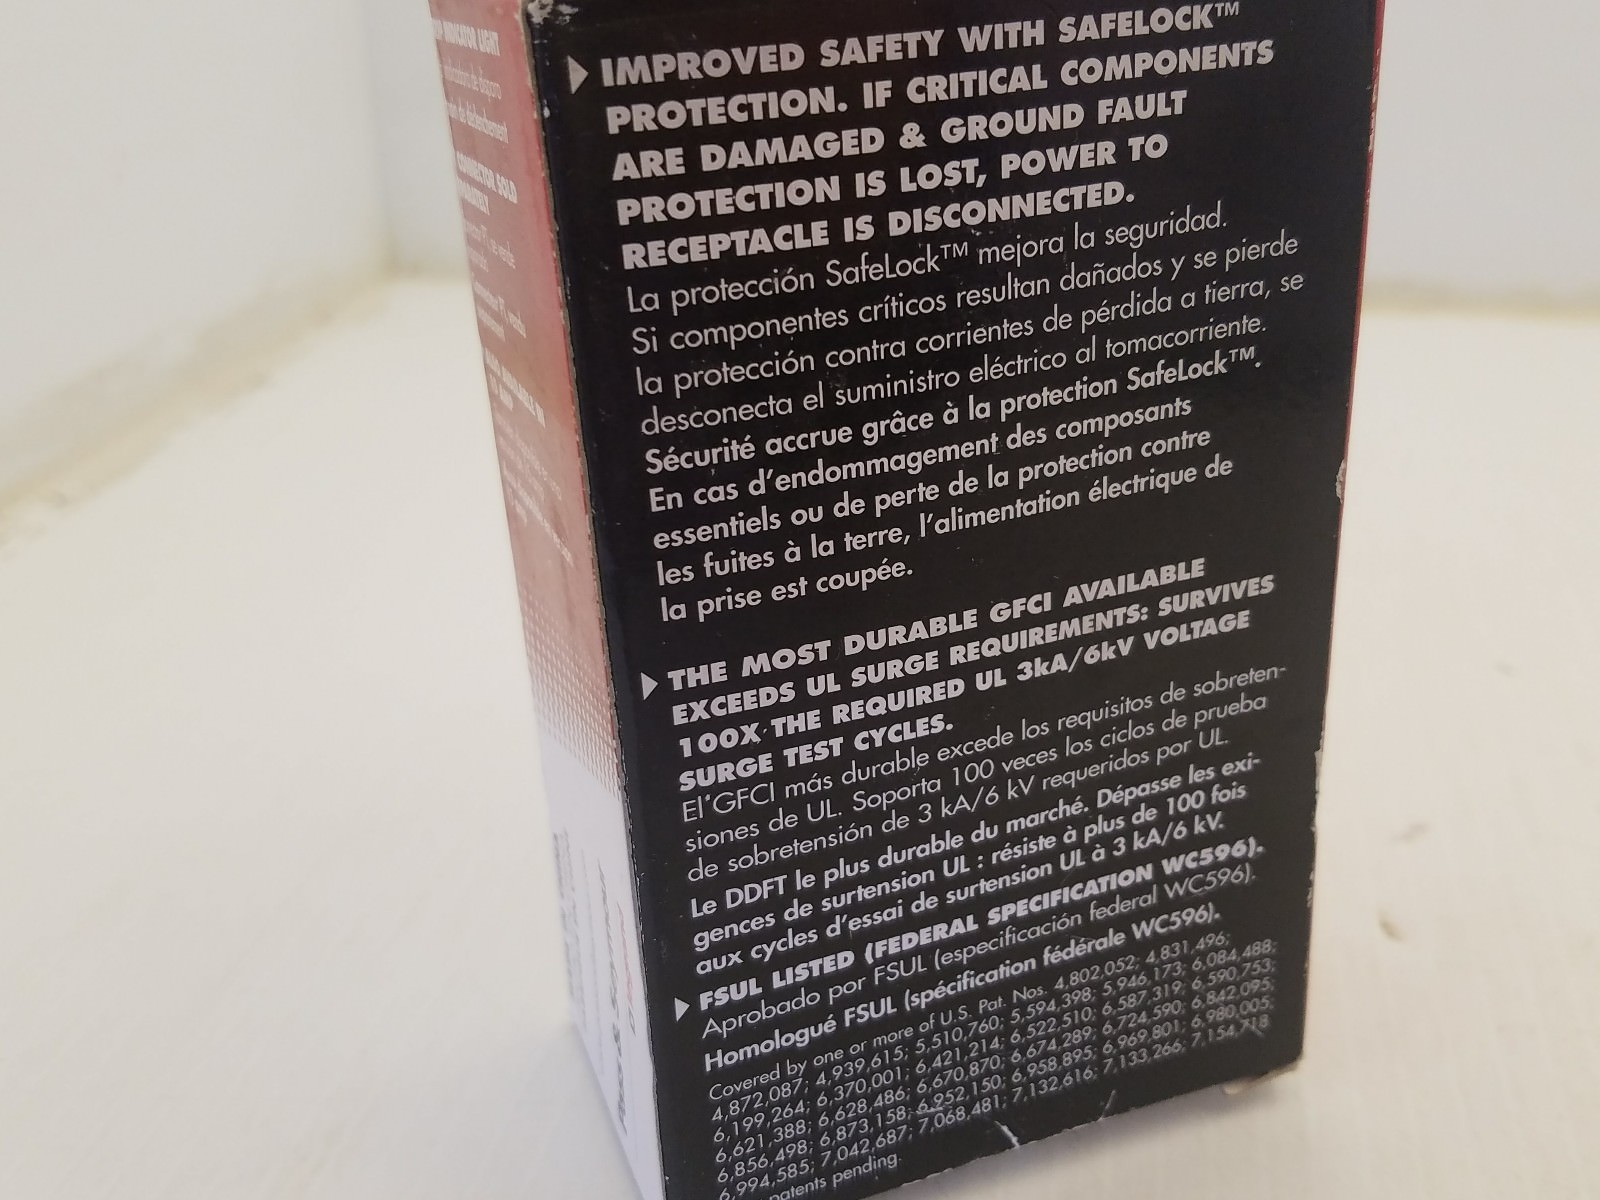 INDICATOR LIGHT
CONNECTOR SOLD
IMPROVED SAFETY WITH SAFELOCK™
PROTECTION. IF CRITICAL COMPONENTS
ARE DAMAGED & GROUND FAULT
PROTECTION IS LOST, POWER TO
RECEPTACLE IS DISCONNECTED.
La protección SafeLock™ mejora la seguridad.
Si componentes críticos resultan dañados y se pierde
la protección contra corrientes de pérdida a tierra, se
desconecta el suministro eléctrico al tomacorriente.
Sécurité accrue grâce à la protection SafeLock™.
En cas d'endommagement des composants
essentiels ou de perte de la protection contre
les fuites à la terre, l'alimentation électrique de
la prise est coupée.
THE MOST DURABLE GFCI AVAILABLE
EXCEEDS UL SURGE REQUIREMENTS: SURVIVES
100X THE REQUIRED UL 3kA/6kV VOLTAGE
SURGE TEST CYCLES.
El GFCI más durable excede los requisitos de sobreten-
siones de UL. Soporta 100 veces los ciclos de prueba
de sobretensión de 3 kA/6 kV requeridos por UL.
Le DDFT le plus durable du marché. Dépasse les exi-
gences de surtension UL : résiste à plus de 100 fois
aux cycles d'essai de surtension UL à 3 kA/6 kV.
FSUL LISTED (FEDERAL SPECIFICATION WC596).
Aprobado por FSUL (especificación federal WC596).
Homologué FSUL (spécification fédérale WC596).
Covered by one or more of U.S. Pat. Nos. 4,802,052; 4,831,496;
4,872,087; 4,939,615; 5,510,760; 5,594,398; 5,946,173; 6,084,488;
6,199,264; 6,370,001; 6,421,214; 6,522,510; 6,587,319; 6,590,753;
6,621,388; 6,628,486; 6,670,870; 6,674,289; 6,724,590; 6,842,095;
6,856,498; 6,873,158; 6,952,150; 6,958,895; 6,969,801; 6,980,005;
6,994,585; 7,042,687; 7,068,481; 7,132,616; 7,133,266; 7,154,718
patents pending.